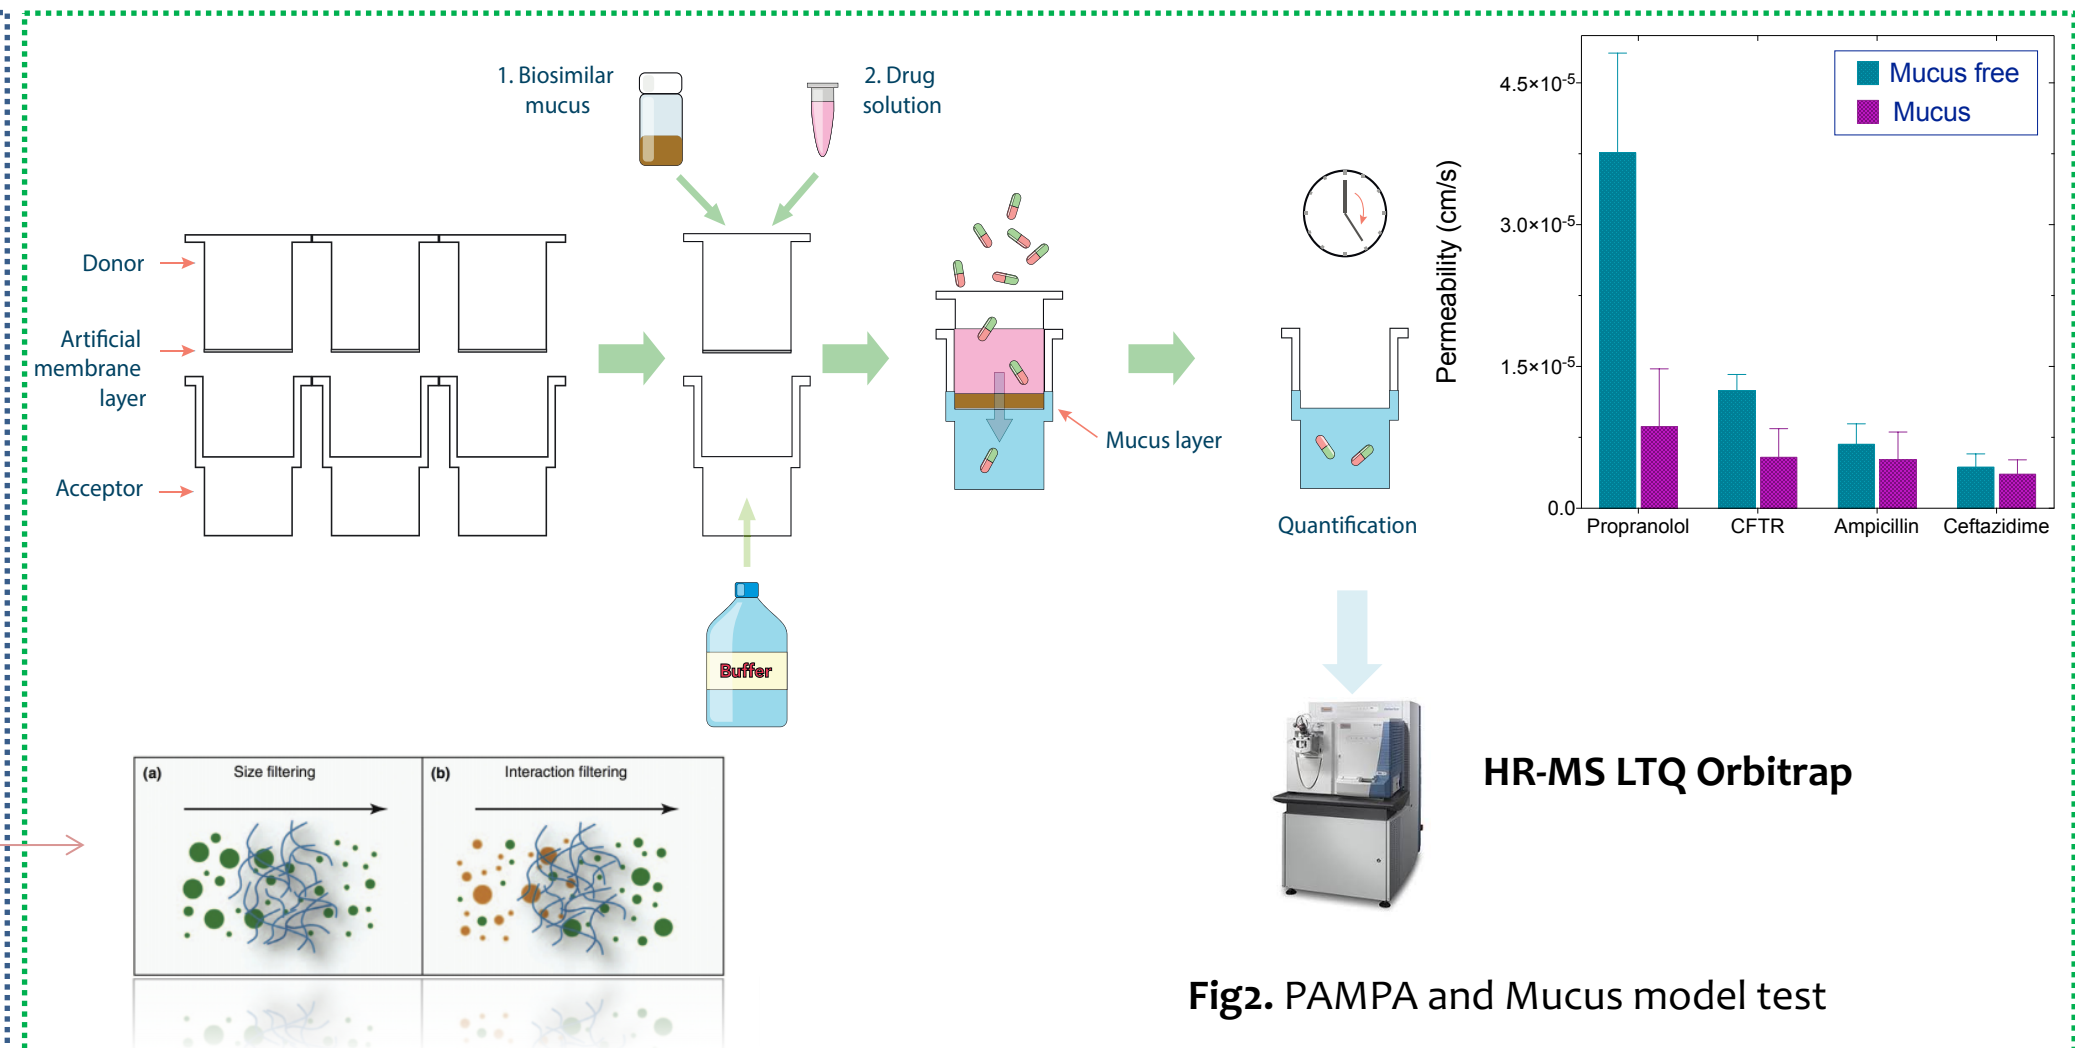 1. Biosimilar
mucus
2. Drug
solution
Donor
Artificial
membrane
layer
Acceptor
Buffer
Mucus layer
Quantification
Permeability (cm/s)
4.5×10⁻⁵
3.0×10⁻⁵
1.5×10⁻⁵
0.0
Mucus free
Mucus
Propranolol
CFTR
Ampicillin
Ceftazidime
(a)
Size filtering
(b)
Interaction filtering
HR-MS LTQ Orbitrap
Fig2. PAMPA and Mucus model test